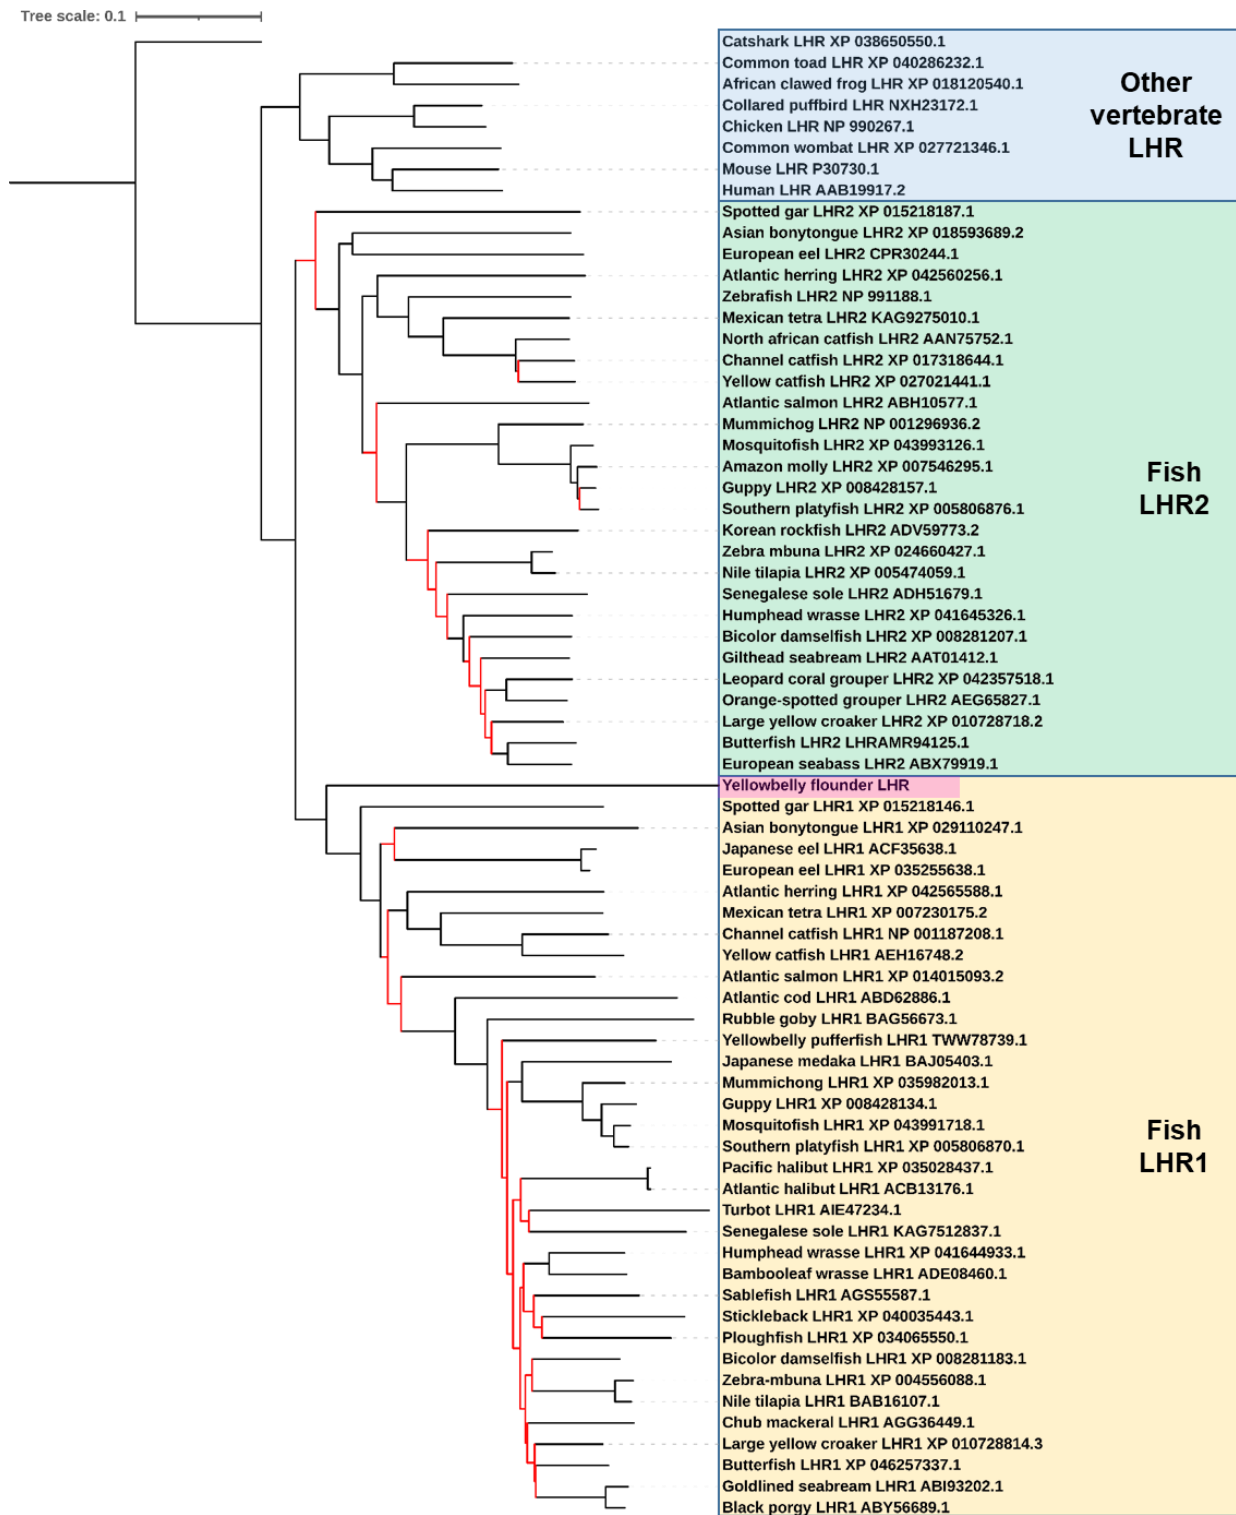 Tree scale: 0.1
Catshark LHR XP 038650550.1
Common toad LHR XP 040286232.1
African clawed frog LHR XP 018120540.1
Collared puffbird LHR NXH23172.1
Chicken LHR NP 990267.1
Common wombat LHR XP 027721346.1
Mouse LHR P30730.1
Human LHR AAB19917.2
Other
vertebrate
LHR
Spotted gar LHR2 XP 015218187.1
Asian bonytongue LHR2 XP 018593689.2
European eel LHR2 CPR30244.1
Atlantic herring LHR2 XP 042560256.1
Zebrafish LHR2 NP 991188.1
Mexican tetra LHR2 KAG9275010.1
North african catfish LHR2 AAN75752.1
Channel catfish LHR2 XP 017318644.1
Yellow catfish LHR2 XP 027021441.1
Atlantic salmon LHR2 ABH10577.1
Mummichog LHR2 NP 001296936.2
Mosquitofish LHR2 XP 043993126.1
Amazon molly LHR2 XP 007546295.1
Guppy LHR2 XP 008428157.1
Southern platyfish LHR2 XP 005806876.1
Korean rockfish LHR2 ADV59773.2
Zebra mbuna LHR2 XP 024660427.1
Nile tilapia LHR2 XP 005474059.1
Senegalese sole LHR2 ADH51679.1
Humphead wrasse LHR2 XP 041645326.1
Bicolor damselfish LHR2 XP 008281207.1
Gilthead seabream LHR2 AAT01412.1
Leopard coral grouper LHR2 XP 042357518.1
Orange-spotted grouper LHR2 AEG65827.1
Large yellow croaker LHR2 XP 010728718.2
Butterfish LHR2 LHRAMR94125.1
European seabass LHR2 ABX79919.1
Fish
LHR2
Yellowbelly flounder LHR
Spotted gar LHR1 XP 015218146.1
Asian bonytongue LHR1 XP 029110247.1
Japanese eel LHR1 ACF35638.1
European eel LHR1 XP 035255638.1
Atlantic herring LHR1 XP 042565588.1
Mexican tetra LHR1 XP 007230175.2
Channel catfish LHR1 NP 001187208.1
Yellow catfish LHR1 AEH16748.2
Atlantic salmon LHR1 XP 014015093.2
Atlantic cod LHR1 ABD62886.1
Rubble goby LHR1 BAG56673.1
Yellowbelly pufferfish LHR1 TWW78739.1
Japanese medaka LHR1 BAJ05403.1
Mummichong LHR1 XP 035982013.1
Guppy LHR1 XP 008428134.1
Mosquitofish LHR1 XP 043991718.1
Southern platyfish LHR1 XP 005806870.1
Pacific halibut LHR1 XP 035028437.1
Atlantic halibut LHR1 ACB13176.1
Turbot LHR1 AIE47234.1
Senegalese sole LHR1 KAG7512837.1
Humphead wrasse LHR1 XP 041644933.1
Bambooleaf wrasse LHR1 ADE08460.1
Sablefish LHR1 AGS55587.1
Stickleback LHR1 XP 040035443.1
Ploughfish LHR1 XP 034065550.1
Bicolor damselfish LHR1 XP 008281183.1
Zebra-mbuna LHR1 XP 004556088.1
Nile tilapia LHR1 BAB16107.1
Chub mackeral LHR1 AGG36449.1
Large yellow croaker LHR1 XP 010728814.3
Butterfish LHR1 XP 046257337.1
Goldlined seabream LHR1 ABI93202.1
Black porgy LHR1 ABY56689.1
Fish
LHR1